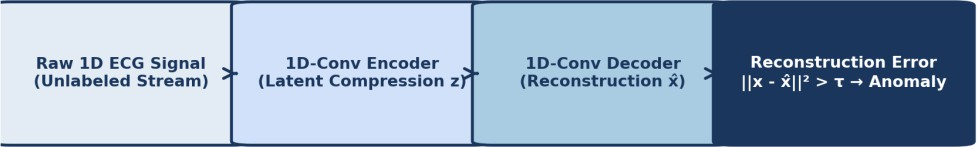 Raw 1D ECG Signal
(Unlabeled Stream)
1D-Conv Encoder
(Latent Compression z)
1D-Conv Decoder
(Reconstruction x̂)
Reconstruction Error
||x - x̂||² > τ → Anomaly